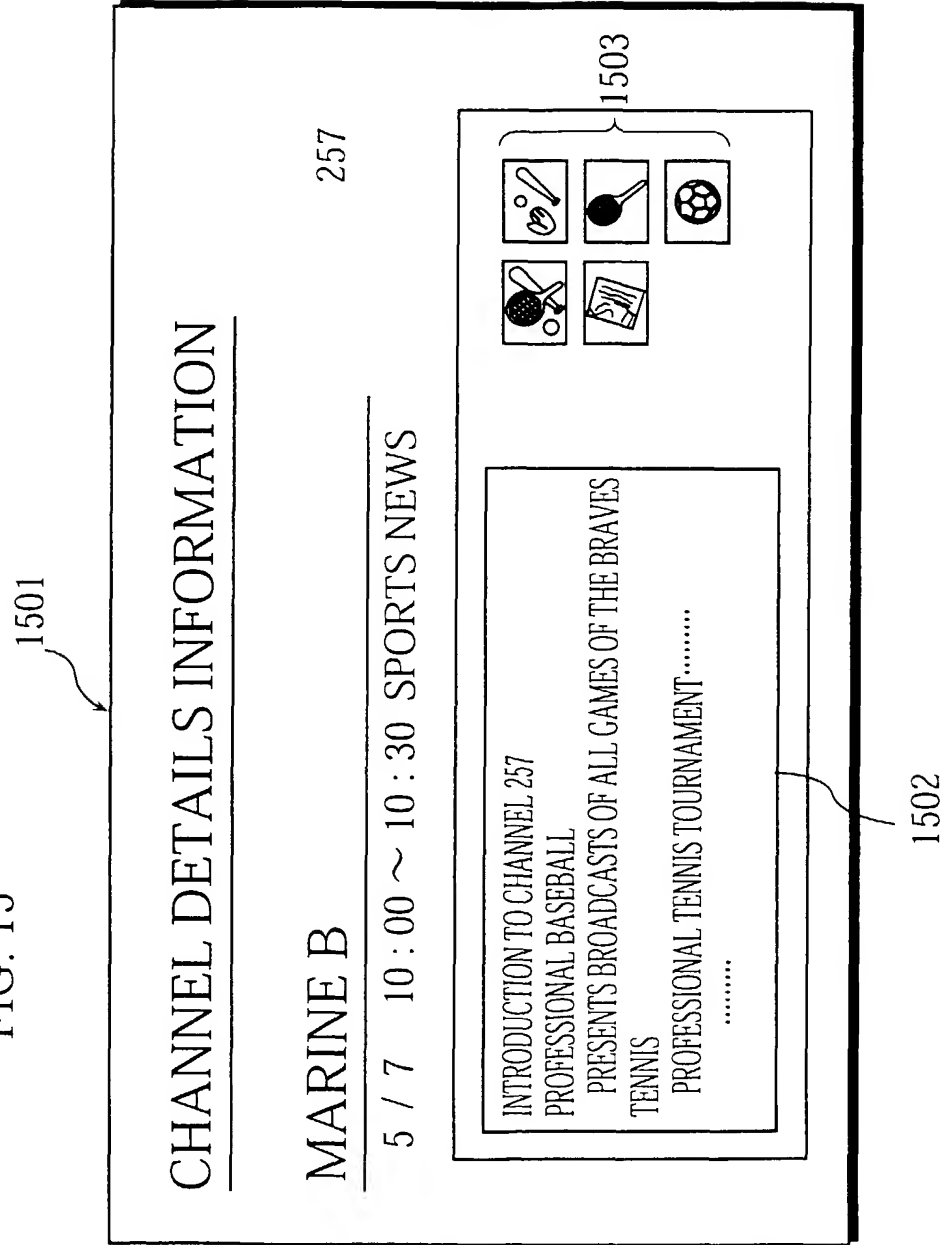 FIG. 15
1501
CHANNEL DETAILS INFORMATION
MARINE B 257
5 / 7 10 : 00 ~ 10 : 30 SPORTS NEWS
INTRODUCTION TO CHANNEL 257
PROFESSIONAL BASEBALL
PRESENTS BROADCASTS OF ALL GAMES OF THE BRAVES
TENNIS
PROFESSIONAL TENNIS TOURNAMENT.........
.........
1503
1502